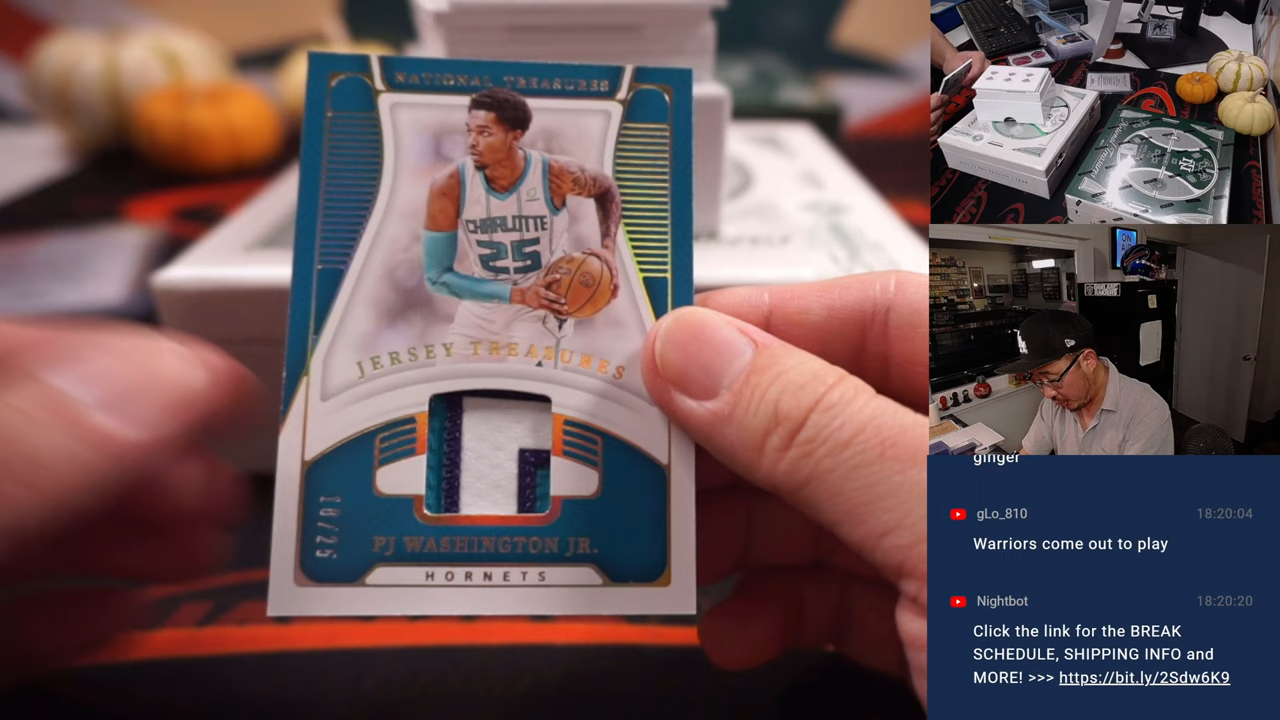 NATIONAL TREASURES
CHARLOTTE
25
JERSEY TREASURES
18/25
PJ WASHINGTON JR.
HORNETS
ON
ginger
gLo_810 18:20:04
Warriors come out to play
Nightbot 18:20:20
Click the link for the BREAK
SCHEDULE, SHIPPING INFO and
MORE! >>> https://bit.ly/2Sdw6K9